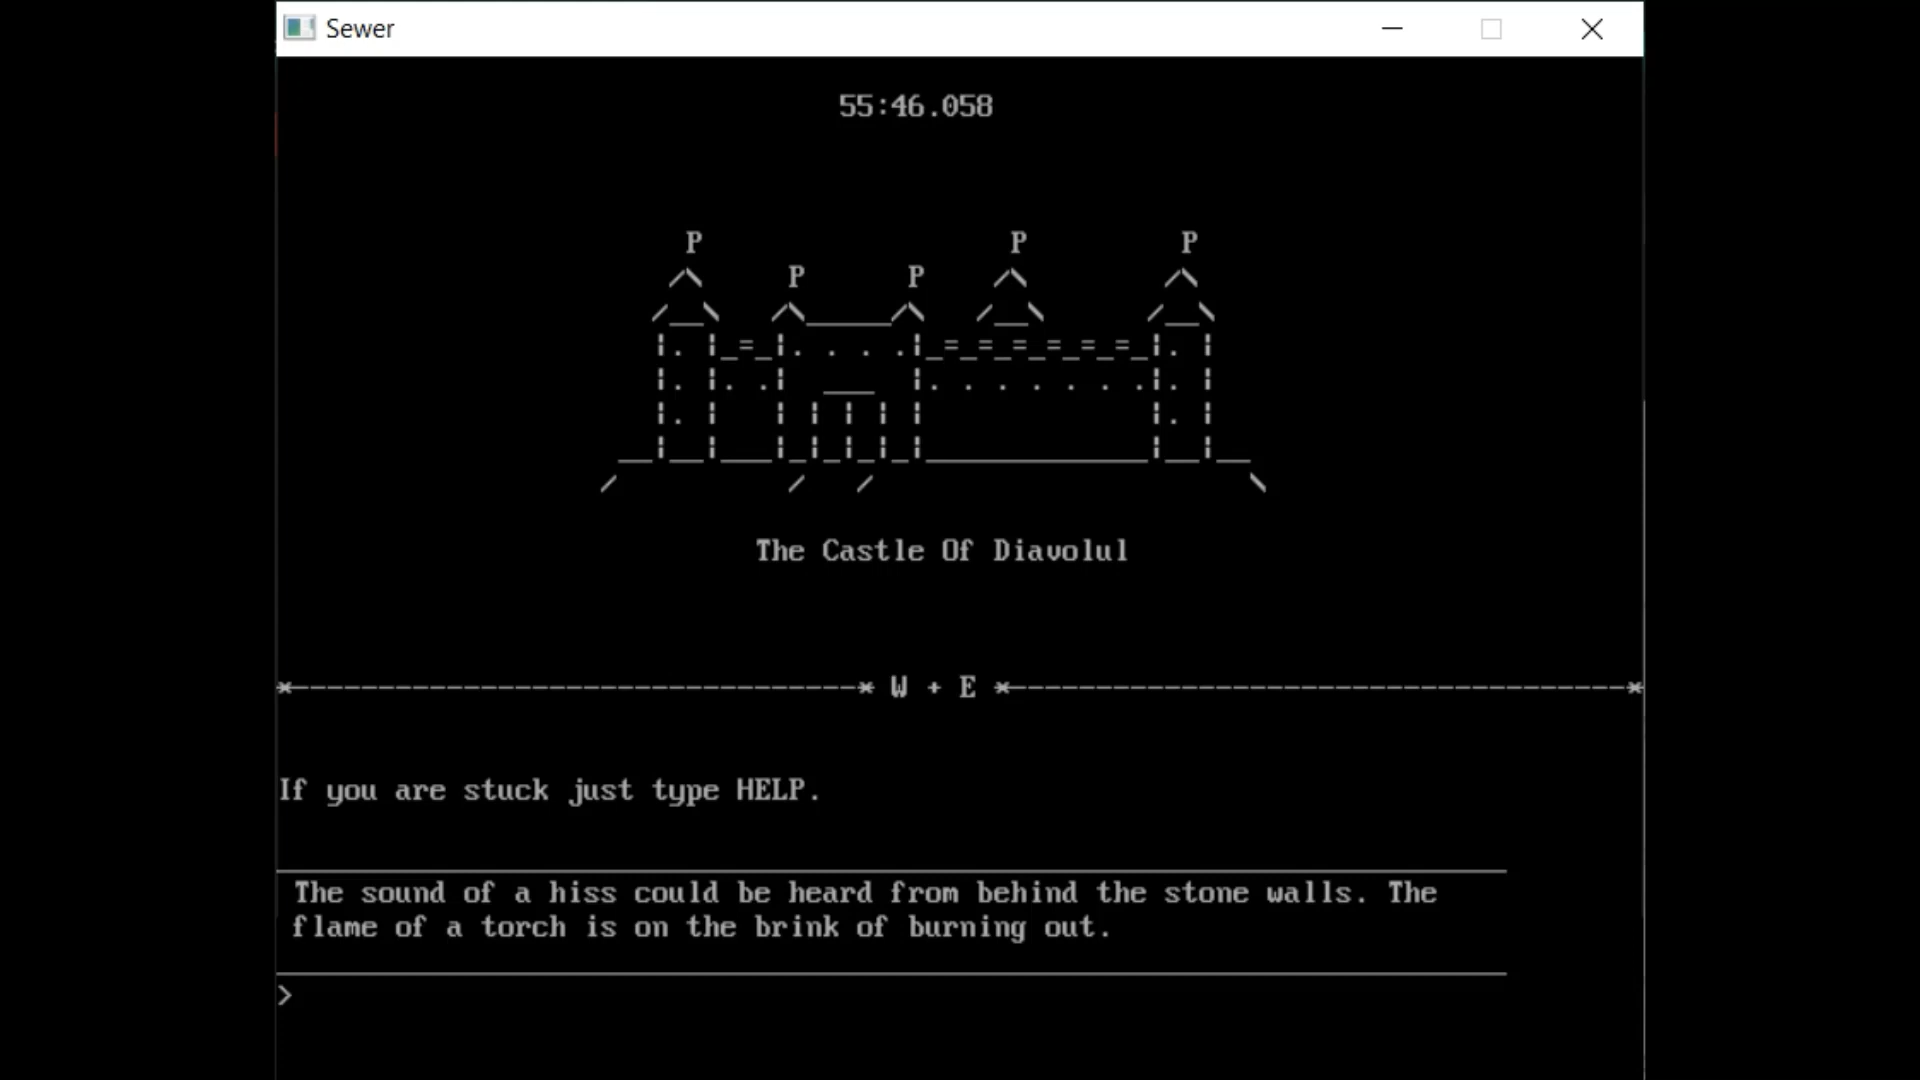 Sewer
55:46.058
The Castle Of Diavolul
W + E
If you are stuck just type HELP.
The sound of a hiss could be heard from behind the stone walls. The
flame of a torch is on the brink of burning out.
>